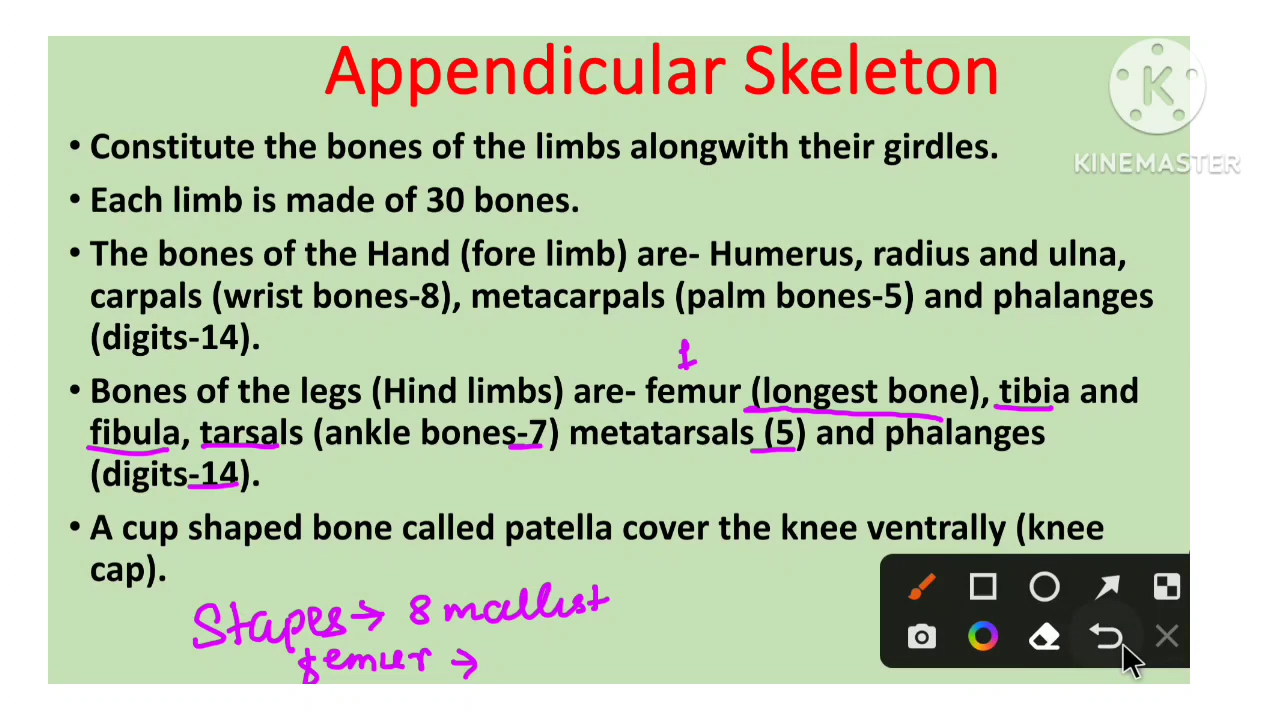 Appendicular Skeleton
KINEMASTER
• Constitute the bones of the limbs alongwith their girdles.
• Each limb is made of 30 bones.
• The bones of the Hand (fore limb) are- Humerus, radius and ulna,
carpals (wrist bones-8), metacarpals (palm bones-5) and phalanges
(digits-14).
1
• Bones of the legs (Hind limbs) are- femur (longest bone), tibia and
fibula, tarsals (ankle bones-7) metatarsals (5) and phalanges
(digits-14).
• A cup shaped bone called patella cover the knee ventrally (knee
cap).
Stapes → smallest
femur →